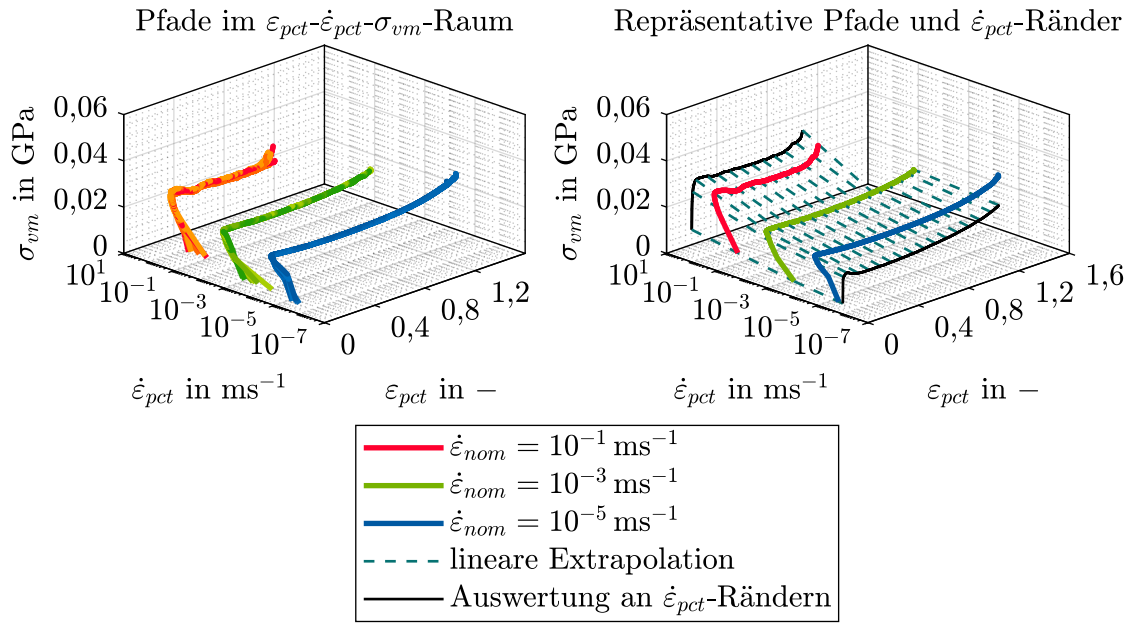 Pfade im εpct-ε̇pct-σvm-Raum
Repräsentative Pfade und ε̇pct-Ränder
σvm in GPa
0,06
0,04
0,02
0
10¹
10⁻¹
10⁻³
10⁻⁵
10⁻⁷
0
0,4
0,8
1,2
ε̇pct in ms⁻¹
εpct in −
σvm in GPa
0,06
0,04
0,02
0
10¹
10⁻¹
10⁻³
10⁻⁵
10⁻⁷
0
0,4
0,8
1,2
1,6
ε̇pct in ms⁻¹
εpct in −
ε̇nom = 10⁻¹ ms⁻¹
ε̇nom = 10⁻³ ms⁻¹
ε̇nom = 10⁻⁵ ms⁻¹
lineare Extrapolation
Auswertung an ε̇pct-Rändern